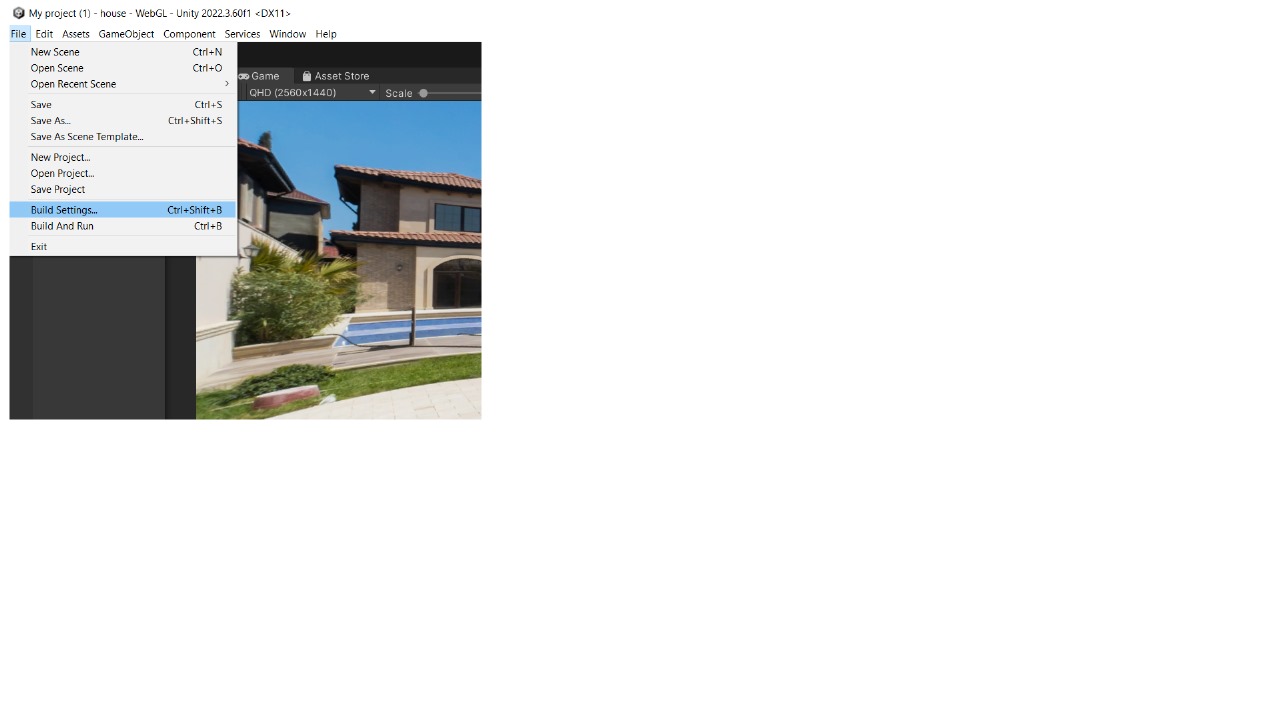 My project (1) - house - WebGL - Unity 2022.3.60f1 <DX11>
File Edit Assets GameObject Component Services Window Help
New Scene Ctrl+N
Open Scene Ctrl+O
Open Recent Scene >
Save Ctrl+S
Save As... Ctrl+Shift+S
Save As Scene Template...
New Project...
Open Project...
Save Project
Build Settings... Ctrl+Shift+B
Build And Run Ctrl+B
Exit
Game Asset Store
QHD (2560x1440) Scale